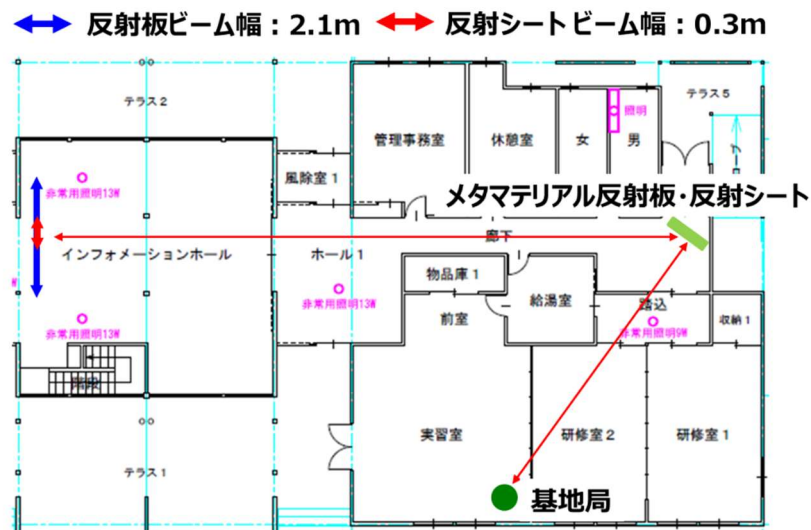 反射板ビーム幅：2.1m 反射シートビーム幅：0.3m
テラス2
テラス5
照明
管理事務室
休憩室
女
男
風除室1
非常用照明13W
メタマテリアル反射板・反射シート
廊下
インフォメーションホール
ホール1
物品庫1
給湯室
非常用照明13W
前室
踏込
収納1
非常用照明13W
非常用照明9W
階段
実習室
研修室2
研修室1
テラス1
基地局